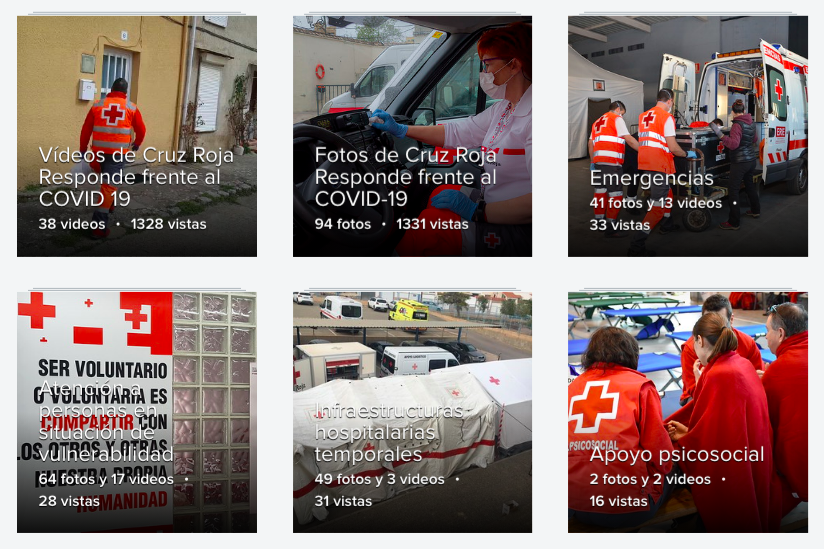 Vídeos de Cruz Roja
Responde frente al
COVID 19
38 videos • 1328 vistas
Fotos de Cruz Roja
Responde frente al
COVID-19
94 fotos • 1331 vistas
Emergencias
41 fotos y 13 videos •
33 vistas
SER VOLUNTARIO
O VOLUNTARIA ES
COMPARTIR CON
LOS OTROS Y OTRAS
NUESTRA PROPIA
HUMANIDAD
Atención a
personas en
situación de
vulnerabilidad
64 fotos y 17 videos •
28 vistas
Infraestructuras
hospitalarias
temporales
49 fotos y 3 videos •
31 vistas
PSICOSOCIAL
Apoyo psicosocial
2 fotos y 2 videos •
16 vistas